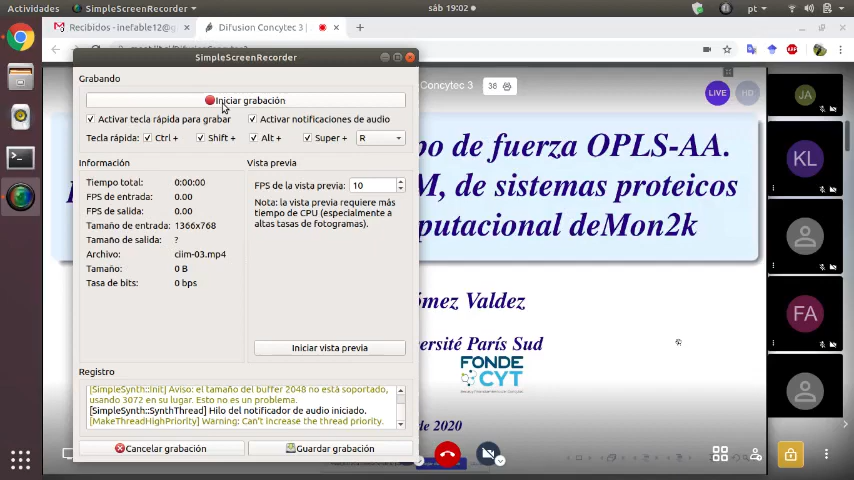 Actividades
SimpleScreenRecorder
sáb 19:02
pt
Recibidos - inefable12@g
Difusion Concytec 3
SimpleScreenRecorder
Grabando
Iniciar grabación
Activar tecla rápida para grabar
Activar notificaciones de audio
Tecla rápida:
Ctrl +
Shift +
Alt +
Super +
R
Información
Tiempo total: 0:00:00
FPS de entrada: 0.00
FPS de salida: 0.00
Tamaño de entrada: 1366x768
Tamaño de salida: ?
Archivo: ciim-03.mp4
Tamaño: 0 B
Tasa de bits: 0 bps
Vista previa
FPS de la vista previa: 10
Nota: la vista previa requiere más
tiempo de CPU (especialmente a
altas tasas de fotogramas).
Iniciar vista previa
Registro
[SimpleSynth::Init] Aviso: el tamaño del buffer 2048 no está soportado,
usando 3072 en su lugar. Esto no es un problema.
[SimpleSynth::SynthThread] Hilo del notificador de audio iniciado.
[MakeThreadHighPriority] Warning: Can't increase the thread priority.
Cancelar grabación
Guardar grabación
Concytec 3
38
LIVE
HD
po de fuerza OPLS-AA.
M, de sistemas proteicos
putacional deMon2k
ómez Valdez
ersité París Sud
FONDE
CYT
de 2020
JA
KL
FA
ABP